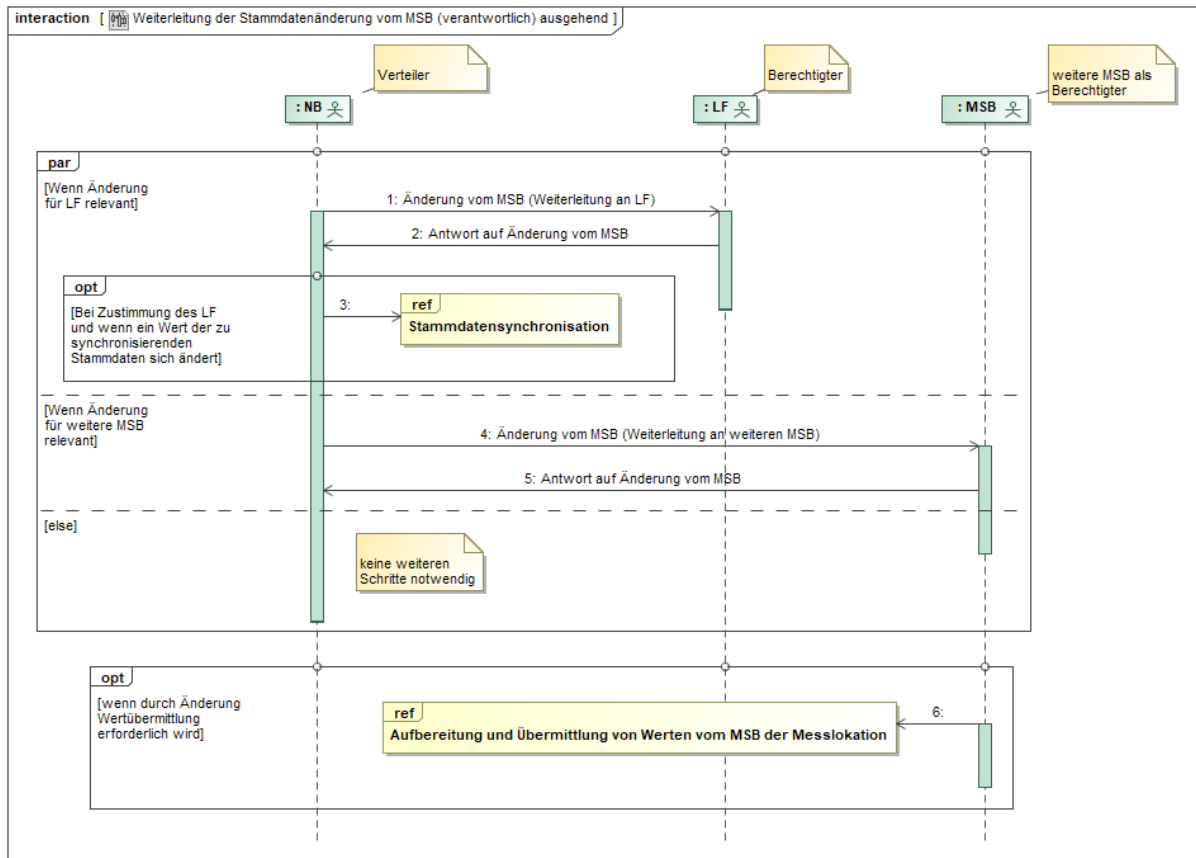 interaction [ Weiterleitung der Stammdatenänderung vom MSB (verantwortlich) ausgehend ]
Verteiler
Berechtigter
weitere MSB als
Berechtigter
: NB
: LF
: MSB
par
[Wenn Änderung
für LF relevant]
1: Änderung vom MSB (Weiterleitung an LF)
2: Antwort auf Änderung vom MSB
opt
[Bei Zustimmung des LF
und wenn ein Wert der zu
synchronisierenden
Stammdaten sich ändert]
3:
ref
Stammdatensynchronisation
[Wenn Änderung
für weitere MSB
relevant]
4: Änderung vom MSB (Weiterleitung an weiteren MSB)
5: Antwort auf Änderung vom MSB
[else]
keine weiteren
Schritte notwendig
opt
[wenn durch Änderung
Wertübermittlung
erforderlich wird]
ref
6:
Aufbereitung und Übermittlung von Werten vom MSB der Messlokation